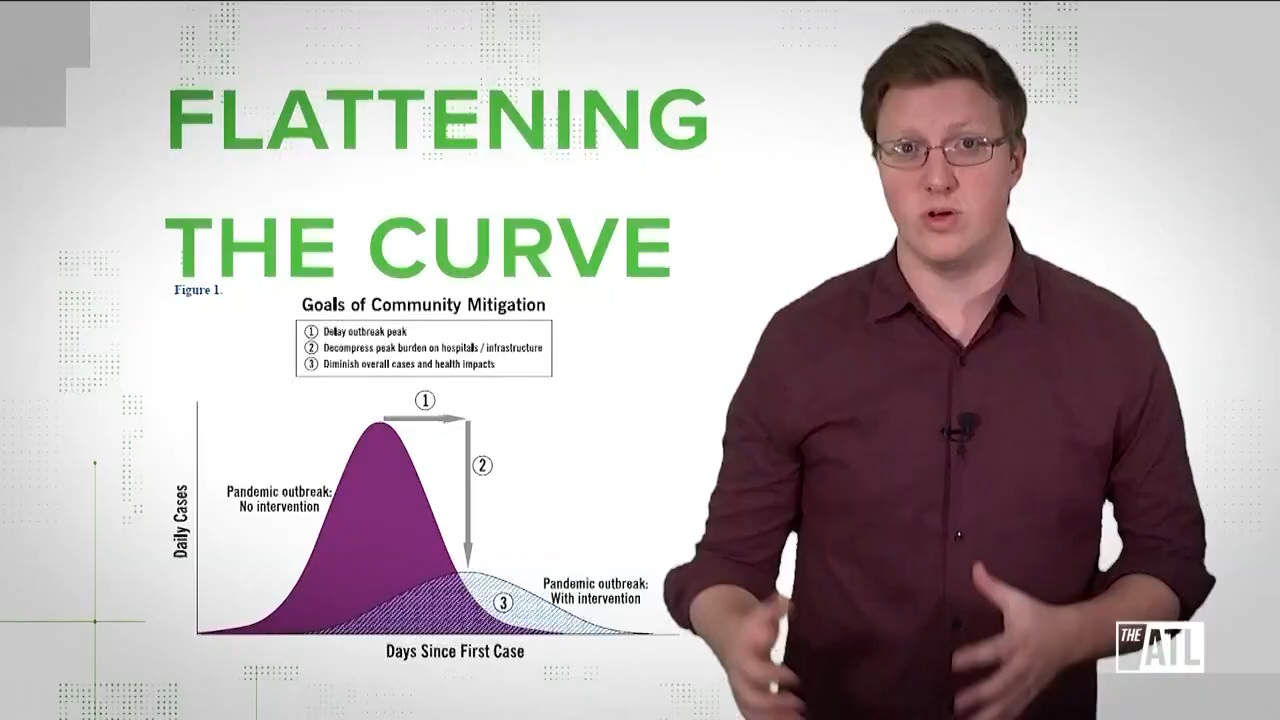 FLATTENING
THE CURVE
Figure 1.
Goals of Community Mitigation
① Delay outbreak peak
② Decompress peak burden on hospitals / infrastructure
③ Diminish overall cases and health impacts
①
②
Pandemic outbreak:
No intervention
Daily Cases
Pandemic outbreak:
With intervention
③
Days Since First Case
THE ATL